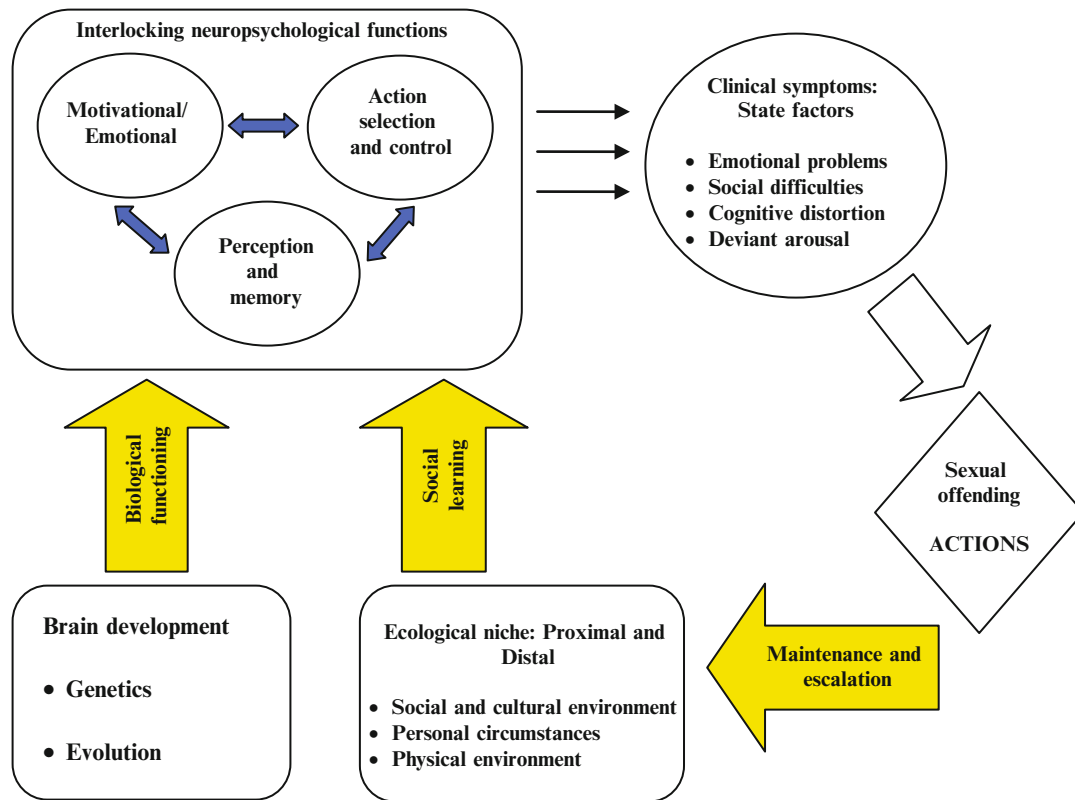 Interlocking neuropsychological functions
Motivational/
Emotional
Action
selection
and control
Perception
and
memory
Clinical symptoms:
State factors
• Emotional problems
• Social difficulties
• Cognitive distortion
• Deviant arousal
Biological
functioning
Social
learning
Sexual
offending
ACTIONS
Brain development
• Genetics
• Evolution
Ecological niche: Proximal and
Distal
• Social and cultural environment
• Personal circumstances
• Physical environment
Maintenance and
escalation